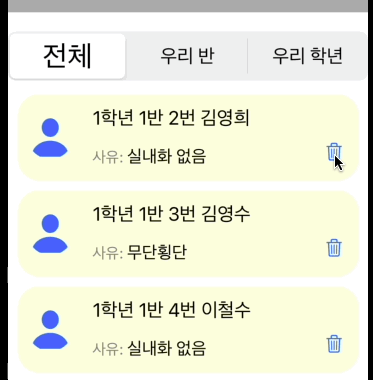 전체
우리 반
우리 학년
1학년 1반 2번 김영희
사유: 실내화 없음
1학년 1반 3번 김영수
사유: 무단횡단
1학년 1반 4번 이철수
사유: 실내화 없음